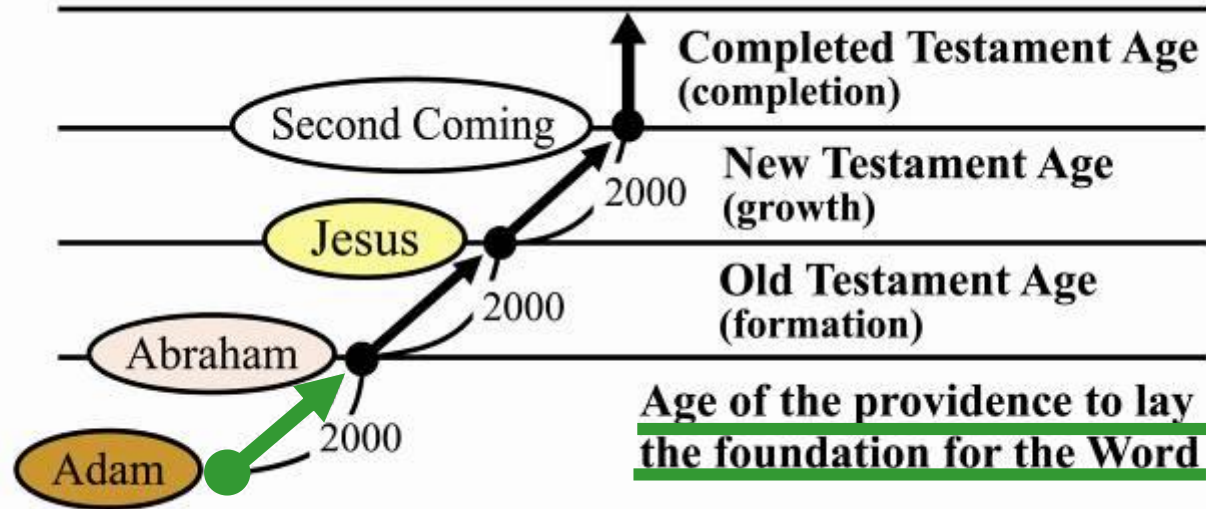 Completed Testament Age
(completion)
Second Coming
New Testament Age
(growth)
2000
Jesus
Old Testament Age
(formation)
2000
Abraham
Age of the providence to lay
the foundation for the Word
2000
Adam